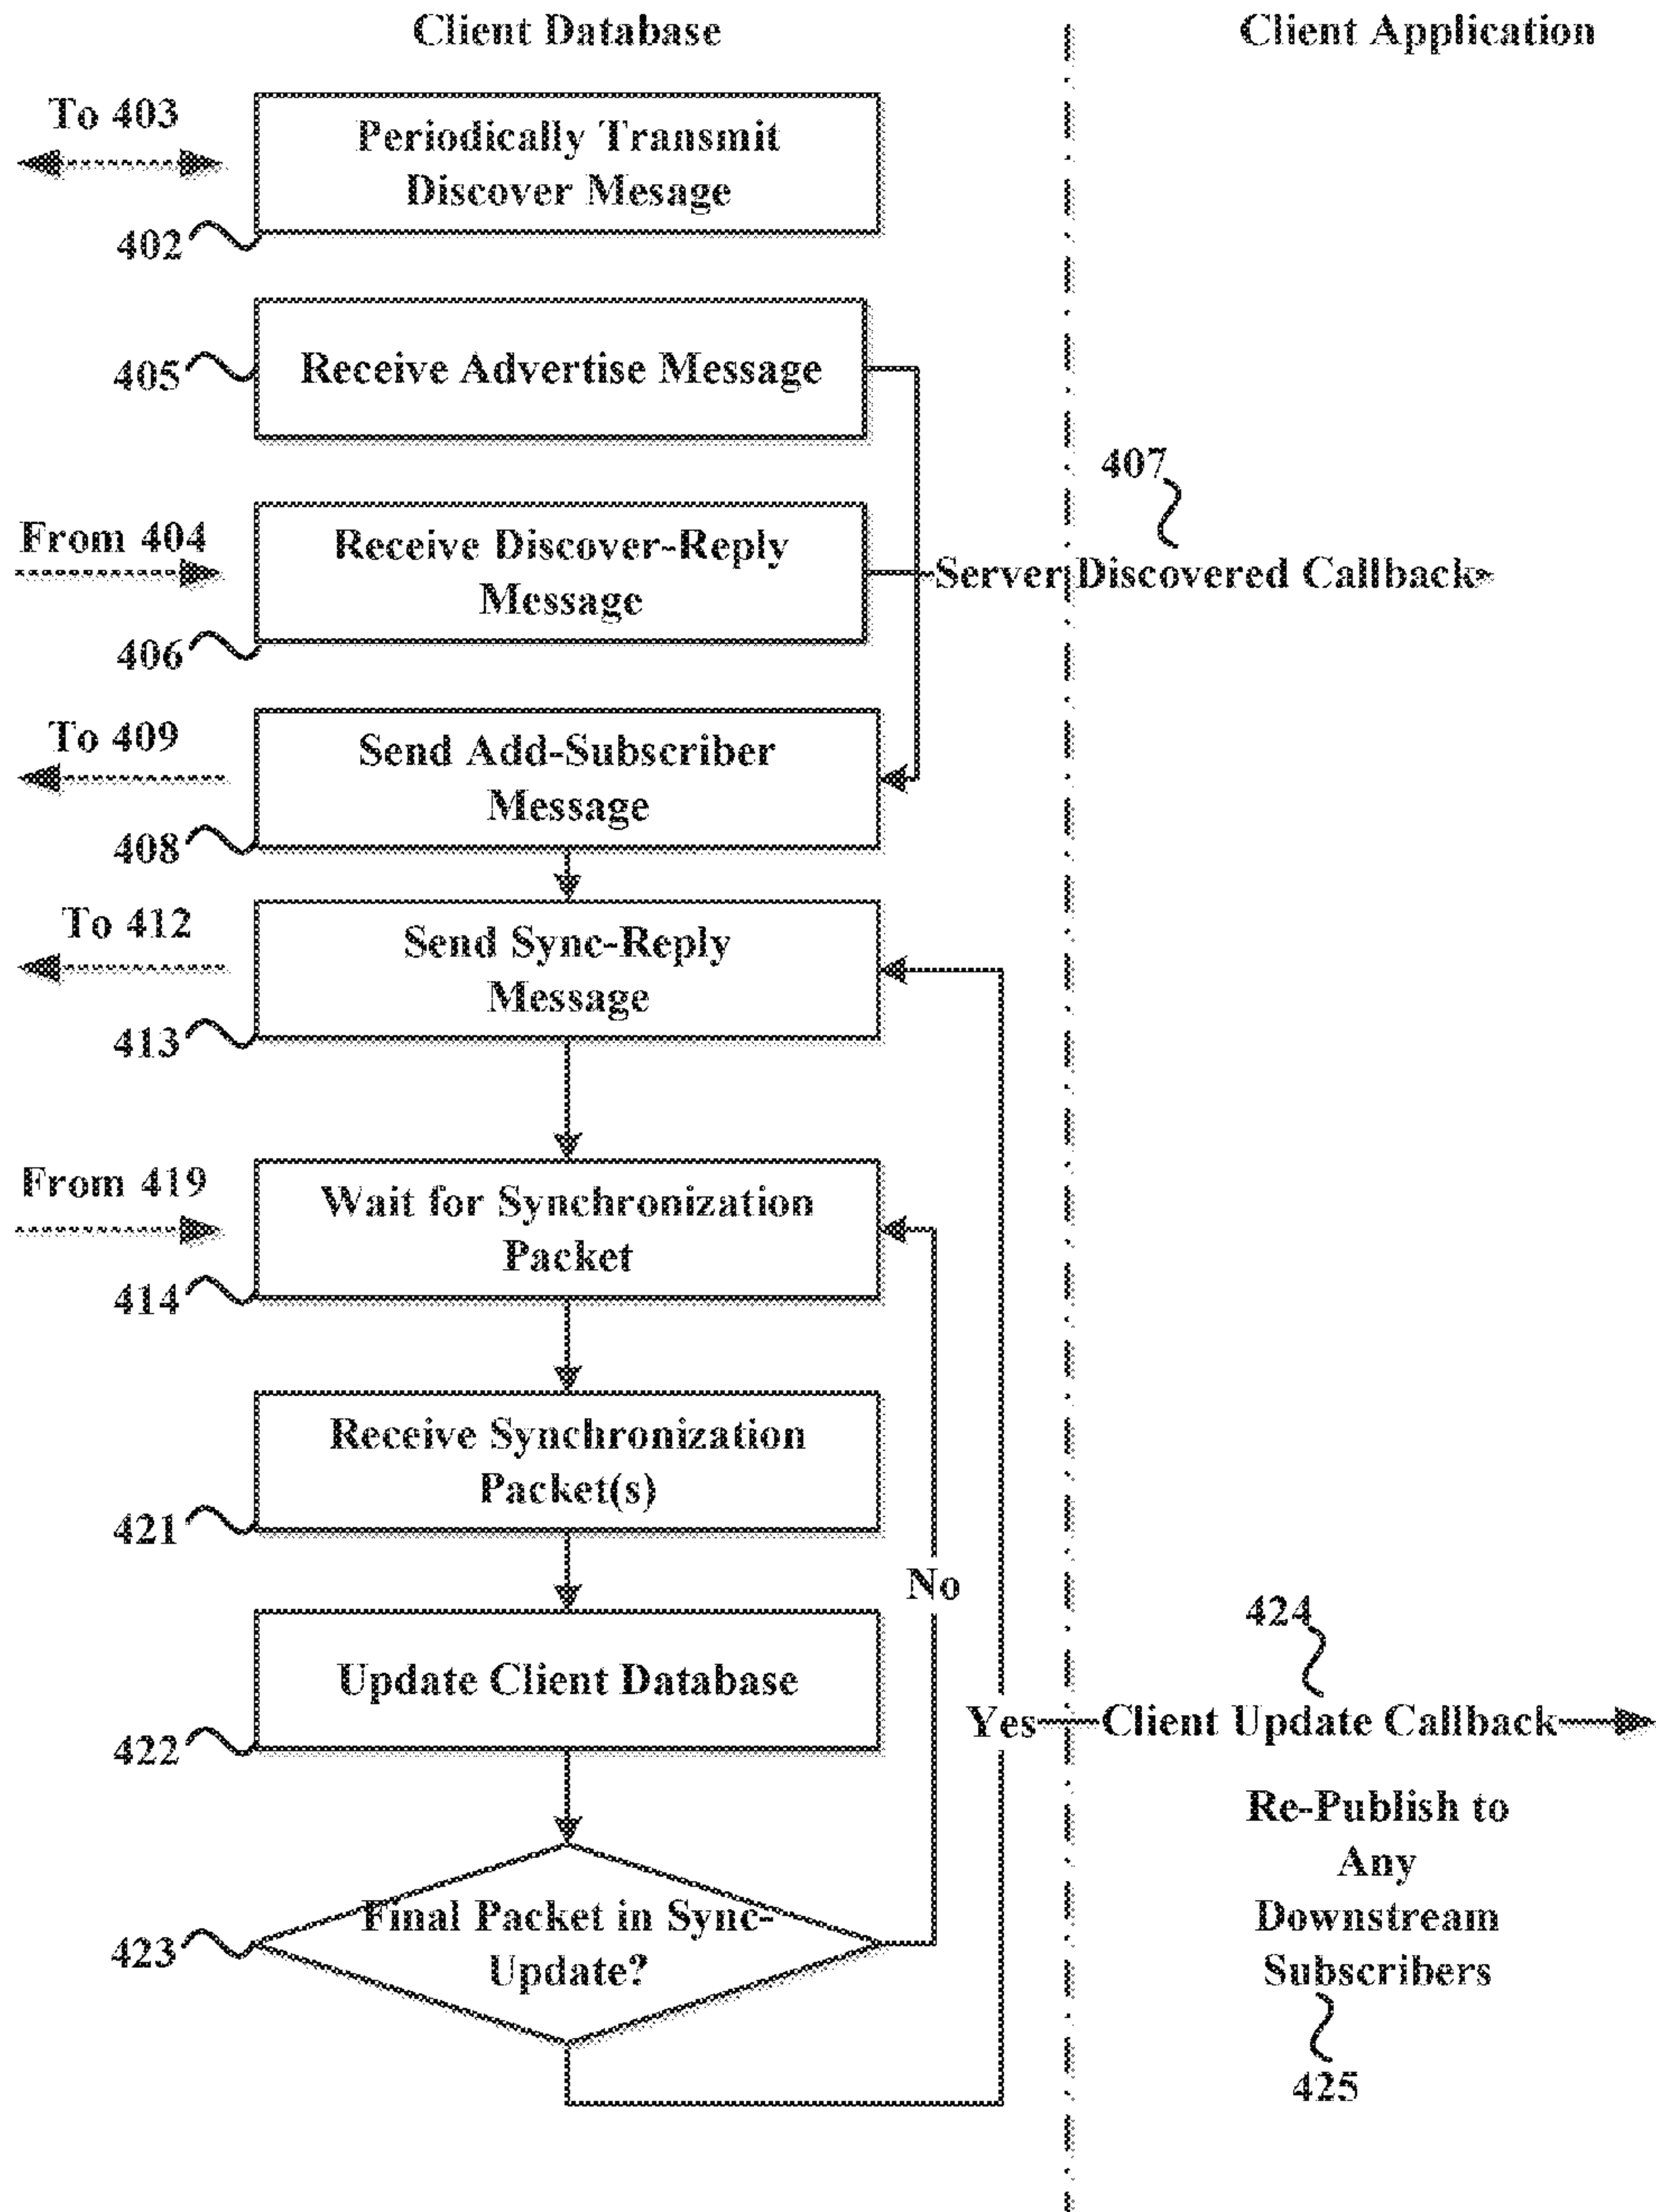 Client Database
Client Application
To 403
Periodically Transmit
Discover Mesage
402
Receive Advertise Message
405
407
From 404
Receive Discover-Reply
Message
Server Discovered Callback
406
To 409
Send Add-Subscriber
Message
408
To 412
Send Sync-Reply
Message
413
From 419
Wait for Synchronization
Packet
414
Receive Synchronization
Packet(s)
421
No
424
Update Client Database
Yes
Client Update Callback
422
Re-Publish to
Any
Downstream
Subscribers
Final Packet in Sync-
Update?
423
425